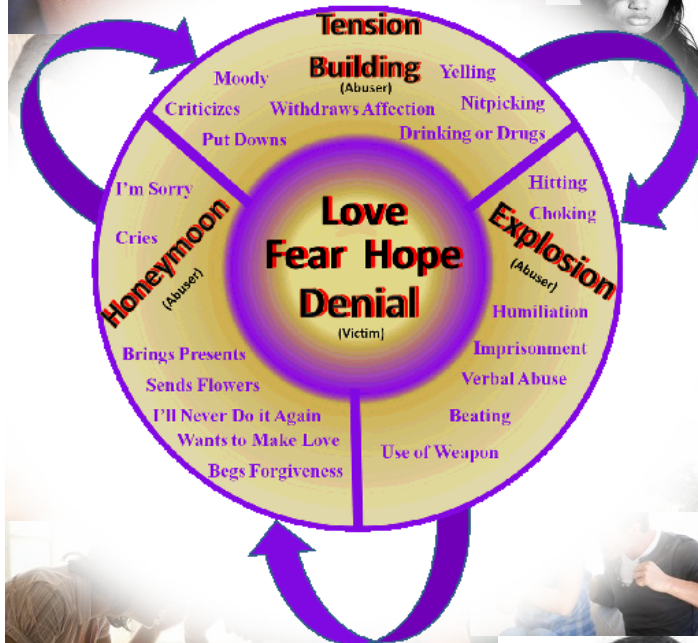 Tension
Building
(Abuser)
Moody
Yelling
Criticizes
Withdraws Affection
Nitpicking
Put Downs
Drinking or Drugs
Hitting
Choking
Explosion
(Abuser)
Humiliation
Imprisonment
Verbal Abuse
Beating
Use of Weapon
I'm Sorry
Cries
Honeymoon
(Abuser)
Brings Presents
Sends Flowers
I'll Never Do it Again
Wants to Make Love
Begs Forgiveness
Love
Fear Hope
Denial
(Victim)